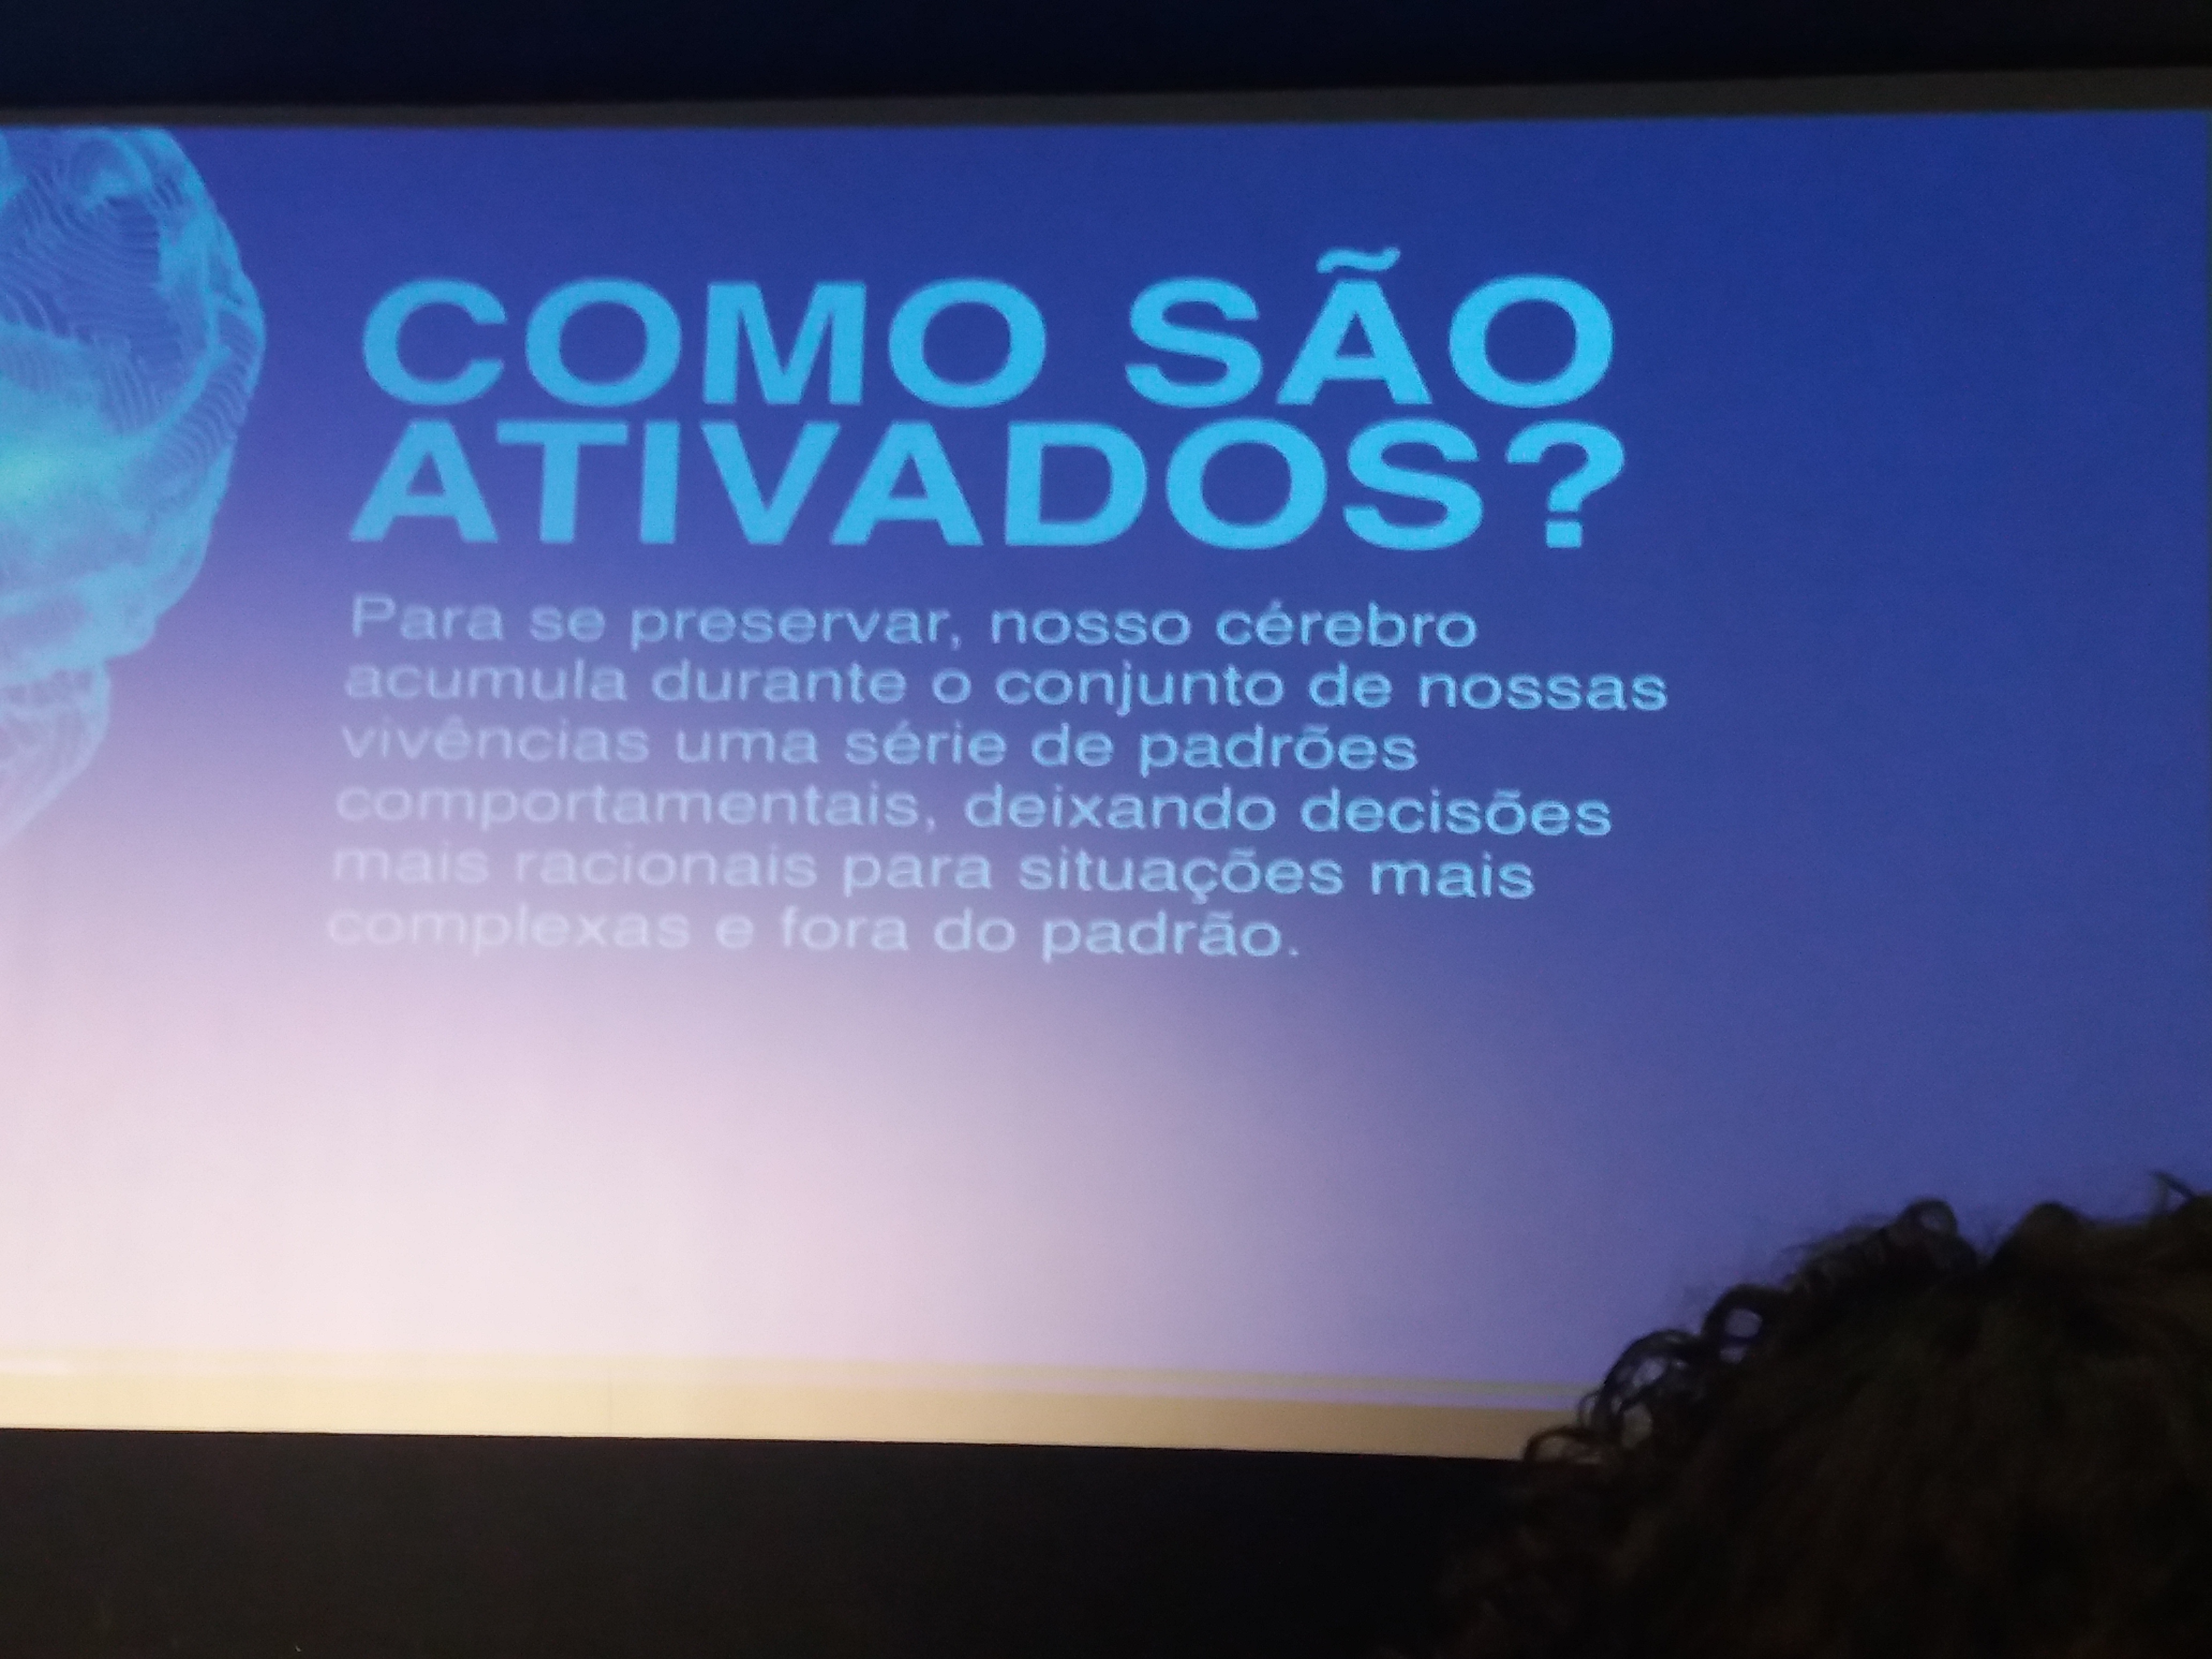 COMO SÃO
ATIVADOS?
Para se preservar, nosso cérebro
acumula durante o conjunto de nossas
vivências uma série de padrões
comportamentais, deixando decisões
mais racionais para situações mais
complexas e fora do padrão.